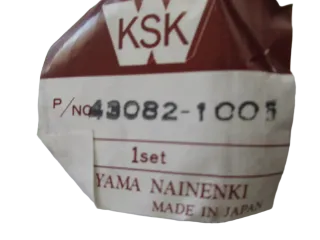 KSK
P/NO 43082-1005
1set
YAMA NAINENKI
MADE IN JAPAN